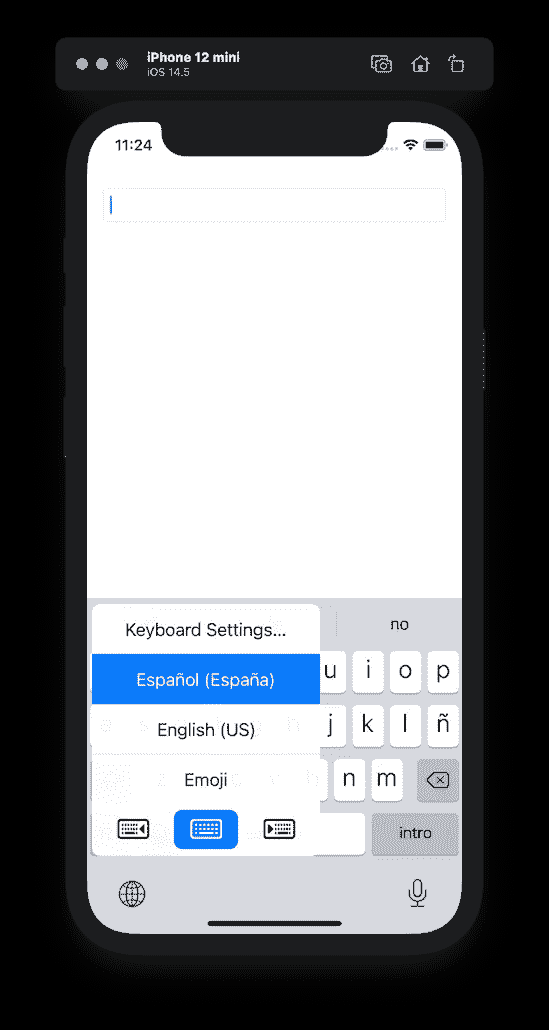 iPhone 12 mini
iOS 14.5
11:24
Keyboard Settings...
no
Español (España)
u i o p
English (US)
j k l ñ
Emoji
n m
intro